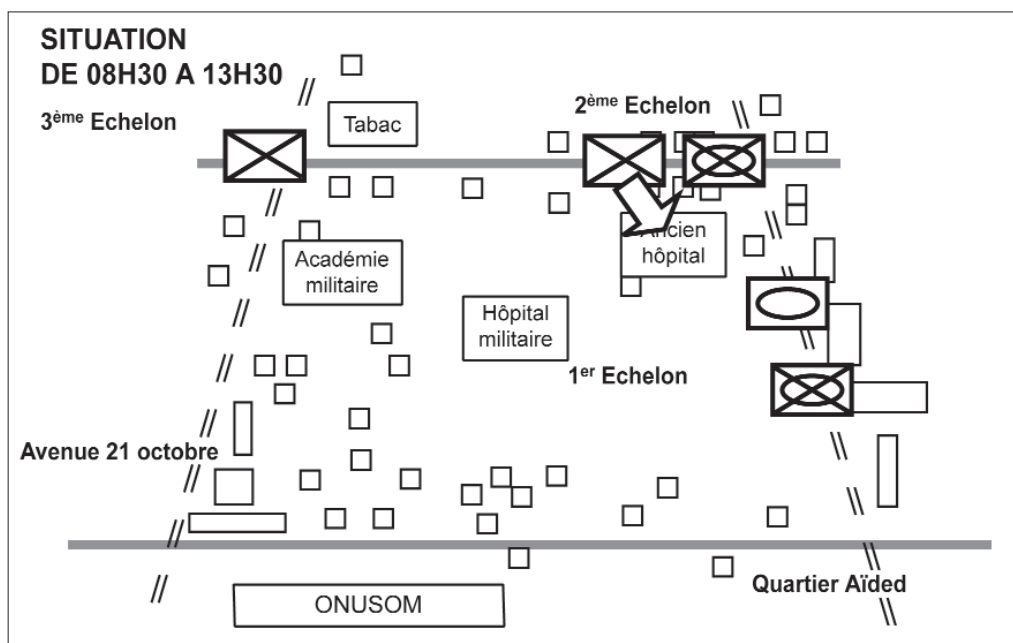 SITUATION
DE 08H30 A 13H30
3ème Echelon
Tabac
2ème Echelon
Académie
militaire
Ancien
hôpital
Hôpital
militaire
1er Echelon
Avenue 21 octobre
Quartier Aïded
ONUSOM